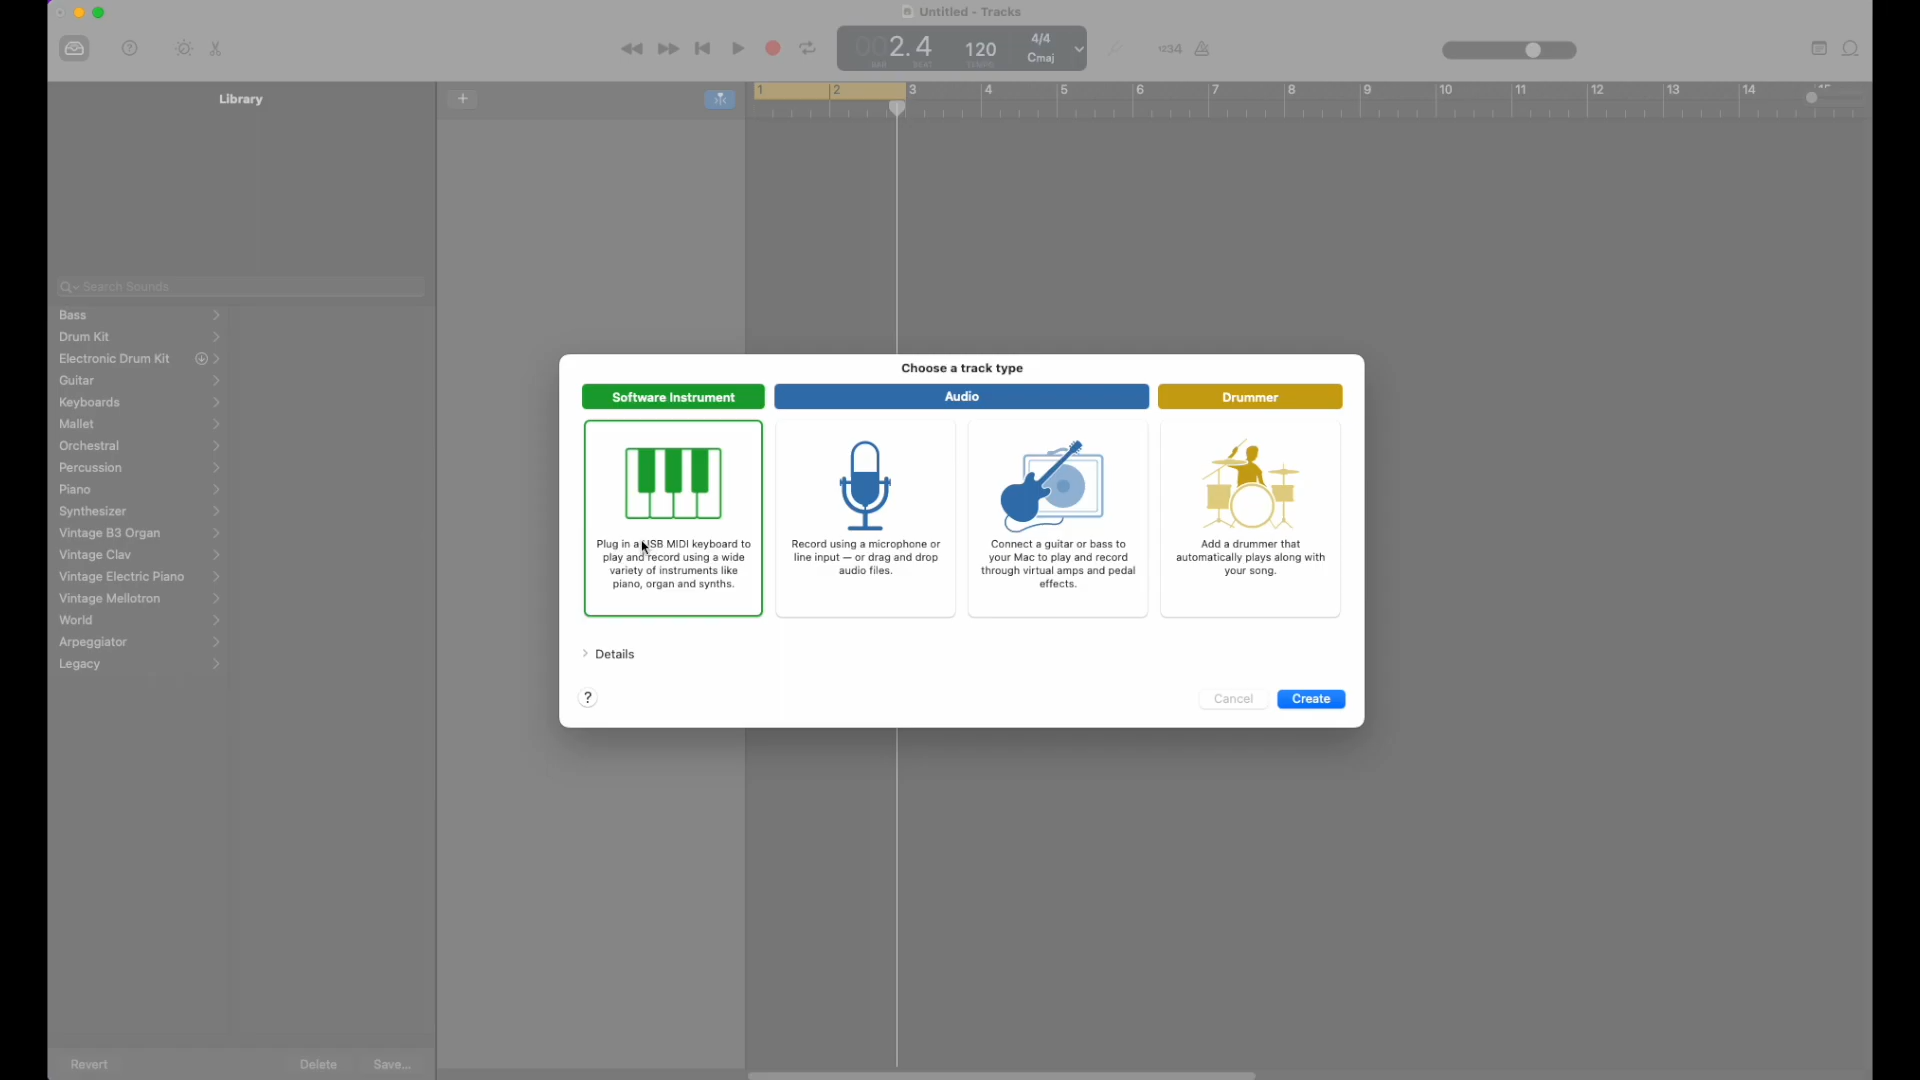 Untitled - Tracks
002.4
BAR
BEAT
120
TEMPO
4/4
Cmaj
1234
Library
1
2
3
4
5
6
7
8
9
10
11
12
13
14
Search Sounds
Bass
Drum Kit
Electronic Drum Kit
Guitar
Keyboards
Mallet
Orchestral
Percussion
Piano
Synthesizer
Vintage B3 Organ
Vintage Clav
Vintage Electric Piano
Vintage Mellotron
World
Arpeggiator
Legacy
Revert
Delete
Save...
Choose a track type
Software Instrument
Audio
Drummer
Plug in a USB MIDI keyboard to
play and record using a wide
variety of instruments like
piano, organ and synths.
Record using a microphone or
line input — or drag and drop
audio files.
Connect a guitar or bass to
your Mac to play and record
through virtual amps and pedal
effects.
Add a drummer that
automatically plays along with
your song.
Details
?
Cancel
Create